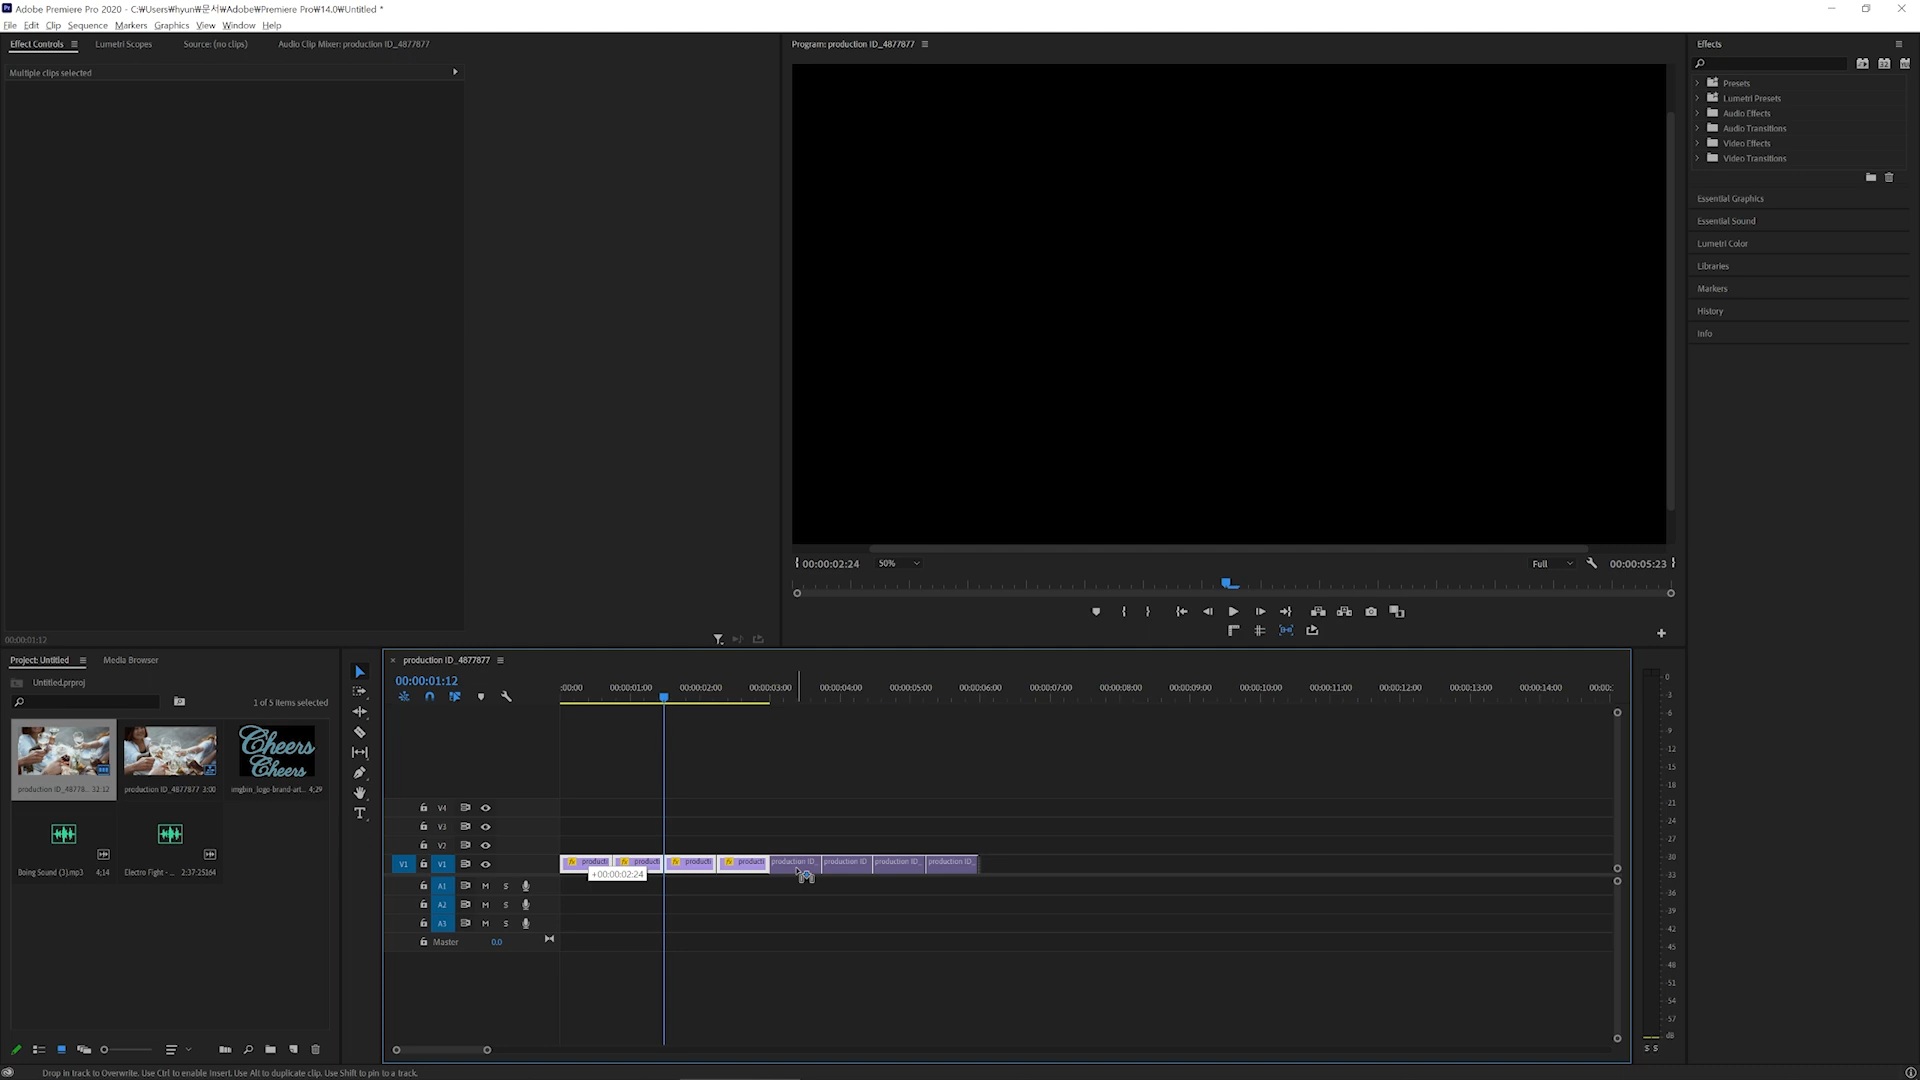 Adobe Premiere Pro 2020 - C:₩Users₩hyun₩문서₩Adobe₩Premiere Pro₩14.0₩Untitled *
File Edit Clip Sequence Markers Graphics View Window Help
Effect Controls Lumetri Scopes Source: (no clips) Audio Clip Mixer: production ID_4877877
Program: production ID_4877877
Effects
Multiple clips selected
Presets
Lumetri Presets
Audio Effects
Audio Transitions
Video Effects
Video Transitions
Essential Graphics
Essential Sound
Lumetri Color
Libraries
Markers
History
Info
00:00:02:24 50% Full 00:00:05:23
00:00:01:12
Project: Untitled Media Browser
Untitled.prproj
1 of 5 items selected
Cheers
Cheers
production ID_48778... 32:12 production ID_4877877 3:00 imgbin_logo-brand-art... 4;29
Boing Sound (3).mp3 4;14 Electro Fight - ... 2:37:25164
production ID_4877877
00:00:01:12
:00:00 00:00:01:00 00:00:02:00 00:00:03:00 00:00:04:00 00:00:05:00 00:00:06:00 00:00:07:00 00:00:08:00 00:00:09:00 00:00:10:00 00:00:11:00 00:00:12:00 00:00:13:00 00:00:14:00 00:00:
V4
V3
V2
V1 V1 fx producti fx producti fx producti fx producti production ID_ production ID production ID_ production ID_
+00:00:02:24
A1 M S
A2 M S
A3 M S
Master 0.0
0
-3
-6
-9
-12
-15
-18
-21
-24
-27
-30
-33
-36
-39
-42
-45
-48
-51
-54
-57
dB
S S
Drop in track to Overwrite. Use Ctrl to enable Insert. Use Alt to duplicate clip. Use Shift to pin to a track.